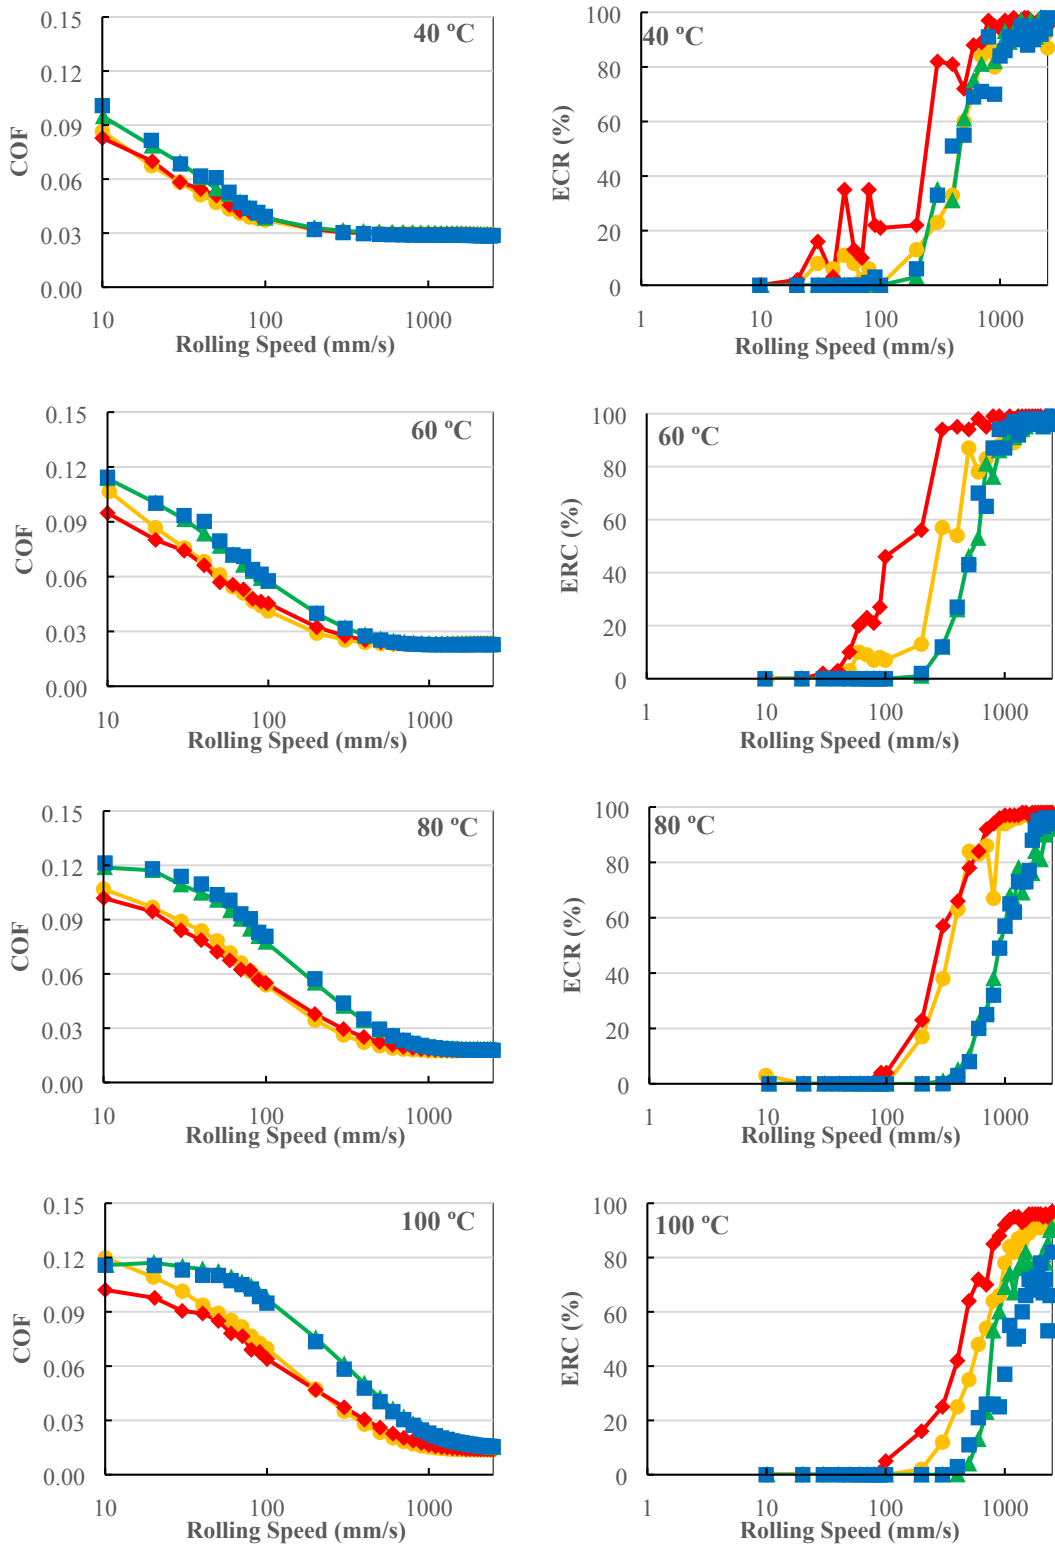 0.15
0.12
0.09
0.06
0.03
0.00
COF
40 ºC
10 100 1000
Rolling Speed (mm/s)
100
80
60
40
20
0
ECR (%)
40 ºC
1 10 100 1000
Rolling Speed (mm/s)
0.15
0.12
0.09
0.06
0.03
0.00
COF
60 ºC
10 100 1000
Rolling Speed (mm/s)
100
80
60
40
20
0
ERC (%)
60 ºC
1 10 100 1000
Rolling Speed (mm/s)
0.15
0.12
0.09
0.06
0.03
0.00
COF
80 ºC
10 100 1000
Rolling Speed (mm/s)
100
80
60
40
20
0
ECR (%)
80 ºC
1 10 100 1000
Rolling Speed (mm/s)
0.15
0.12
0.09
0.06
0.03
0.00
COF
100 ºC
10 100 1000
Rolling Speed (mm/s)
100
80
60
40
20
0
ERC (%)
100 ºC
1 10 100 1000
Rolling Speed (mm/s)